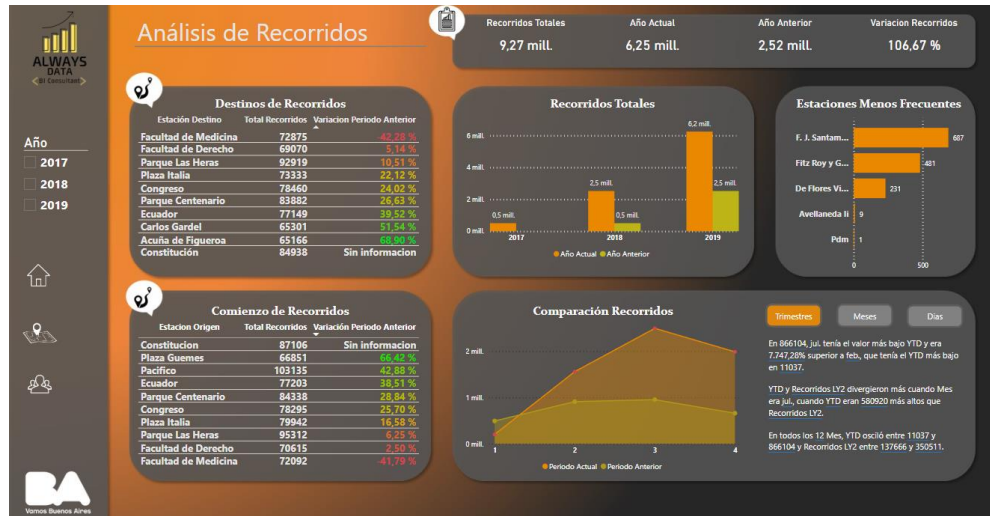 ALWAYS
DATA
<BI Consultant>
Análisis de Recorridos
Recorridos Totales Año Actual Año Anterior Variacion Recorridos
9,27 mill. 6,25 mill. 2,52 mill. 106,67 %
Año
2017
2018
2019
Destinos de Recorridos
Estación Destino Total Recorridos Variacion Periodo Anterior
Facultad de Medicina 72875 -42,28 %
Facultad de Derecho 69070 5,14 %
Parque Las Heras 92919 10,51 %
Plaza Italia 73333 22,12 %
Congreso 78460 24,02 %
Parque Centenario 83882 26,63 %
Ecuador 77149 39,52 %
Carlos Gardel 65301 51,54 %
Acuña de Figueroa 65166 68,90 %
Constitución 84938 Sin informacion
Recorridos Totales
6 mill.
4 mill.
2 mill.
0 mill.
0,5 mill.
2,5 mill.
0,5 mill.
6,2 mill.
2,5 mill.
2017 2018 2019
Año Actual Año Anterior
Estaciones Menos Frecuentes
F. J. Santam... 687
Fitz Roy y G... 481
De Flores Vi... 231
Avellaneda Ii 9
Pdm 1
0 500
Comienzo de Recorridos
Estacion Origen Total Recorridos Variación Periodo Anterior
Constitucion 87106 Sin informacion
Plaza Guemes 66851 66,42 %
Pacifico 103135 42,88 %
Ecuador 77203 38,51 %
Parque Centenario 84338 28,84 %
Congreso 78295 25,70 %
Plaza Italia 79942 16,58 %
Parque Las Heras 95312 6,25 %
Facultad de Derecho 70615 2,50 %
Facultad de Medicina 72092 -41,79 %
Comparación Recorridos
2 mill.
1 mill.
0 mill.
1 2 3 4
Periodo Actual Periodo Anterior
Trimestres Meses Dias
En 866104, jul. tenía el valor más bajo YTD y era
7.747,28% superior a feb., que tenía el YTD más bajo
en 11037.
YTD y Recorridos LY2 divergieron más cuando Mes
era jul., cuando YTD eran 580920 más altos que
Recorridos LY2.
En todos los 12 Mes, YTD osciló entre 11037 y
866104 y Recorridos LY2 entre 137666 y 350511.
BA
Vamos Buenos Aires